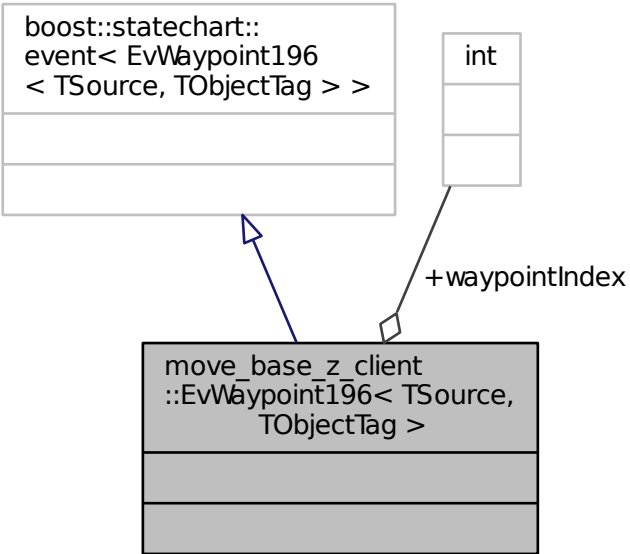 boost::statechart::
event< EvWaypoint196
< TSource, TObjectTag > >
int
+waypointIndex
move_base_z_client
::EvWaypoint196< TSource,
TObjectTag >